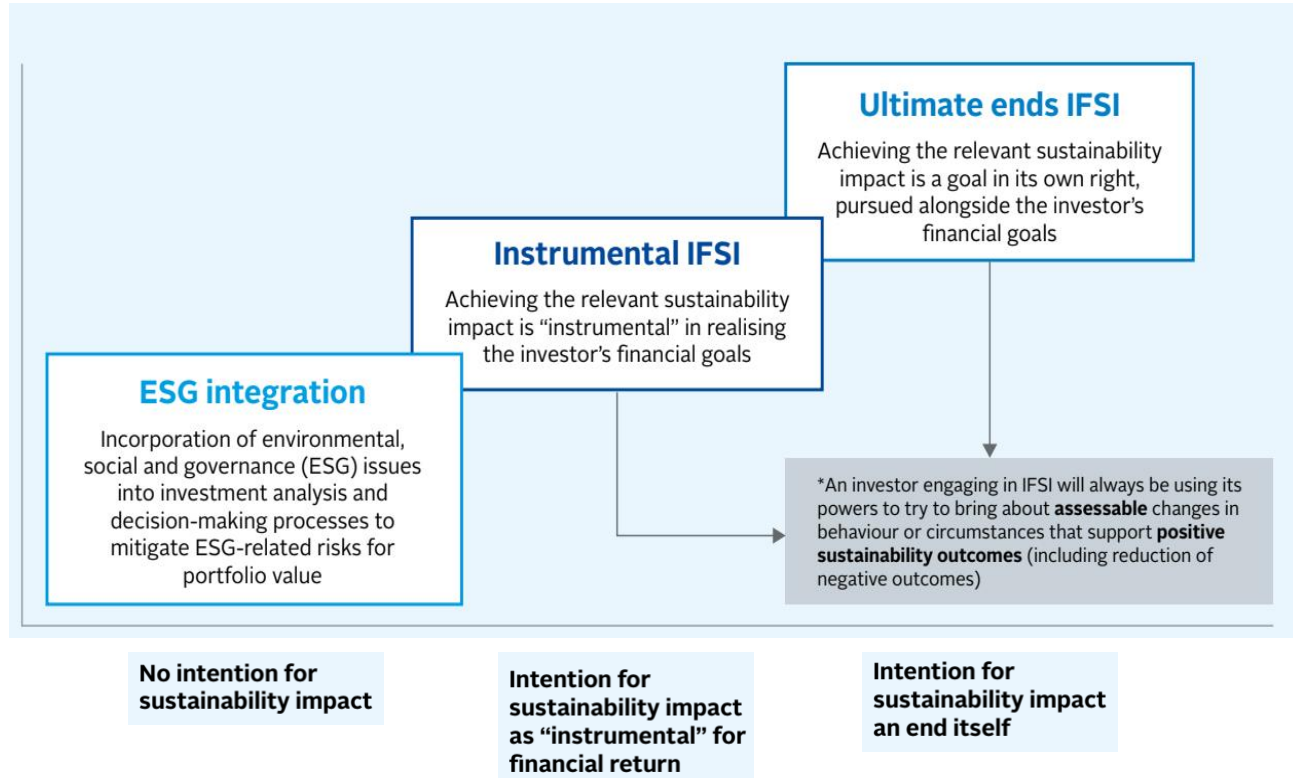 Ultimate ends IFSI
Achieving the relevant sustainability
impact is a goal in its own right,
pursued alongside the investor’s
financial goals
Instrumental IFSI
Achieving the relevant sustainability
impact is “instrumental” in realising
the investor’s financial goals
ESG integration
Incorporation of environmental,
social and governance (ESG) issues
into investment analysis and
decision-making processes to
mitigate ESG-related risks for
portfolio value
*An investor engaging in IFSI will always be using its
powers to try to bring about assessable changes in
behaviour or circumstances that support positive
sustainability outcomes (including reduction of
negative outcomes)
No intention for
sustainability impact
Intention for
sustainability impact
as “instrumental” for
financial return
Intention for
sustainability impact
an end itself